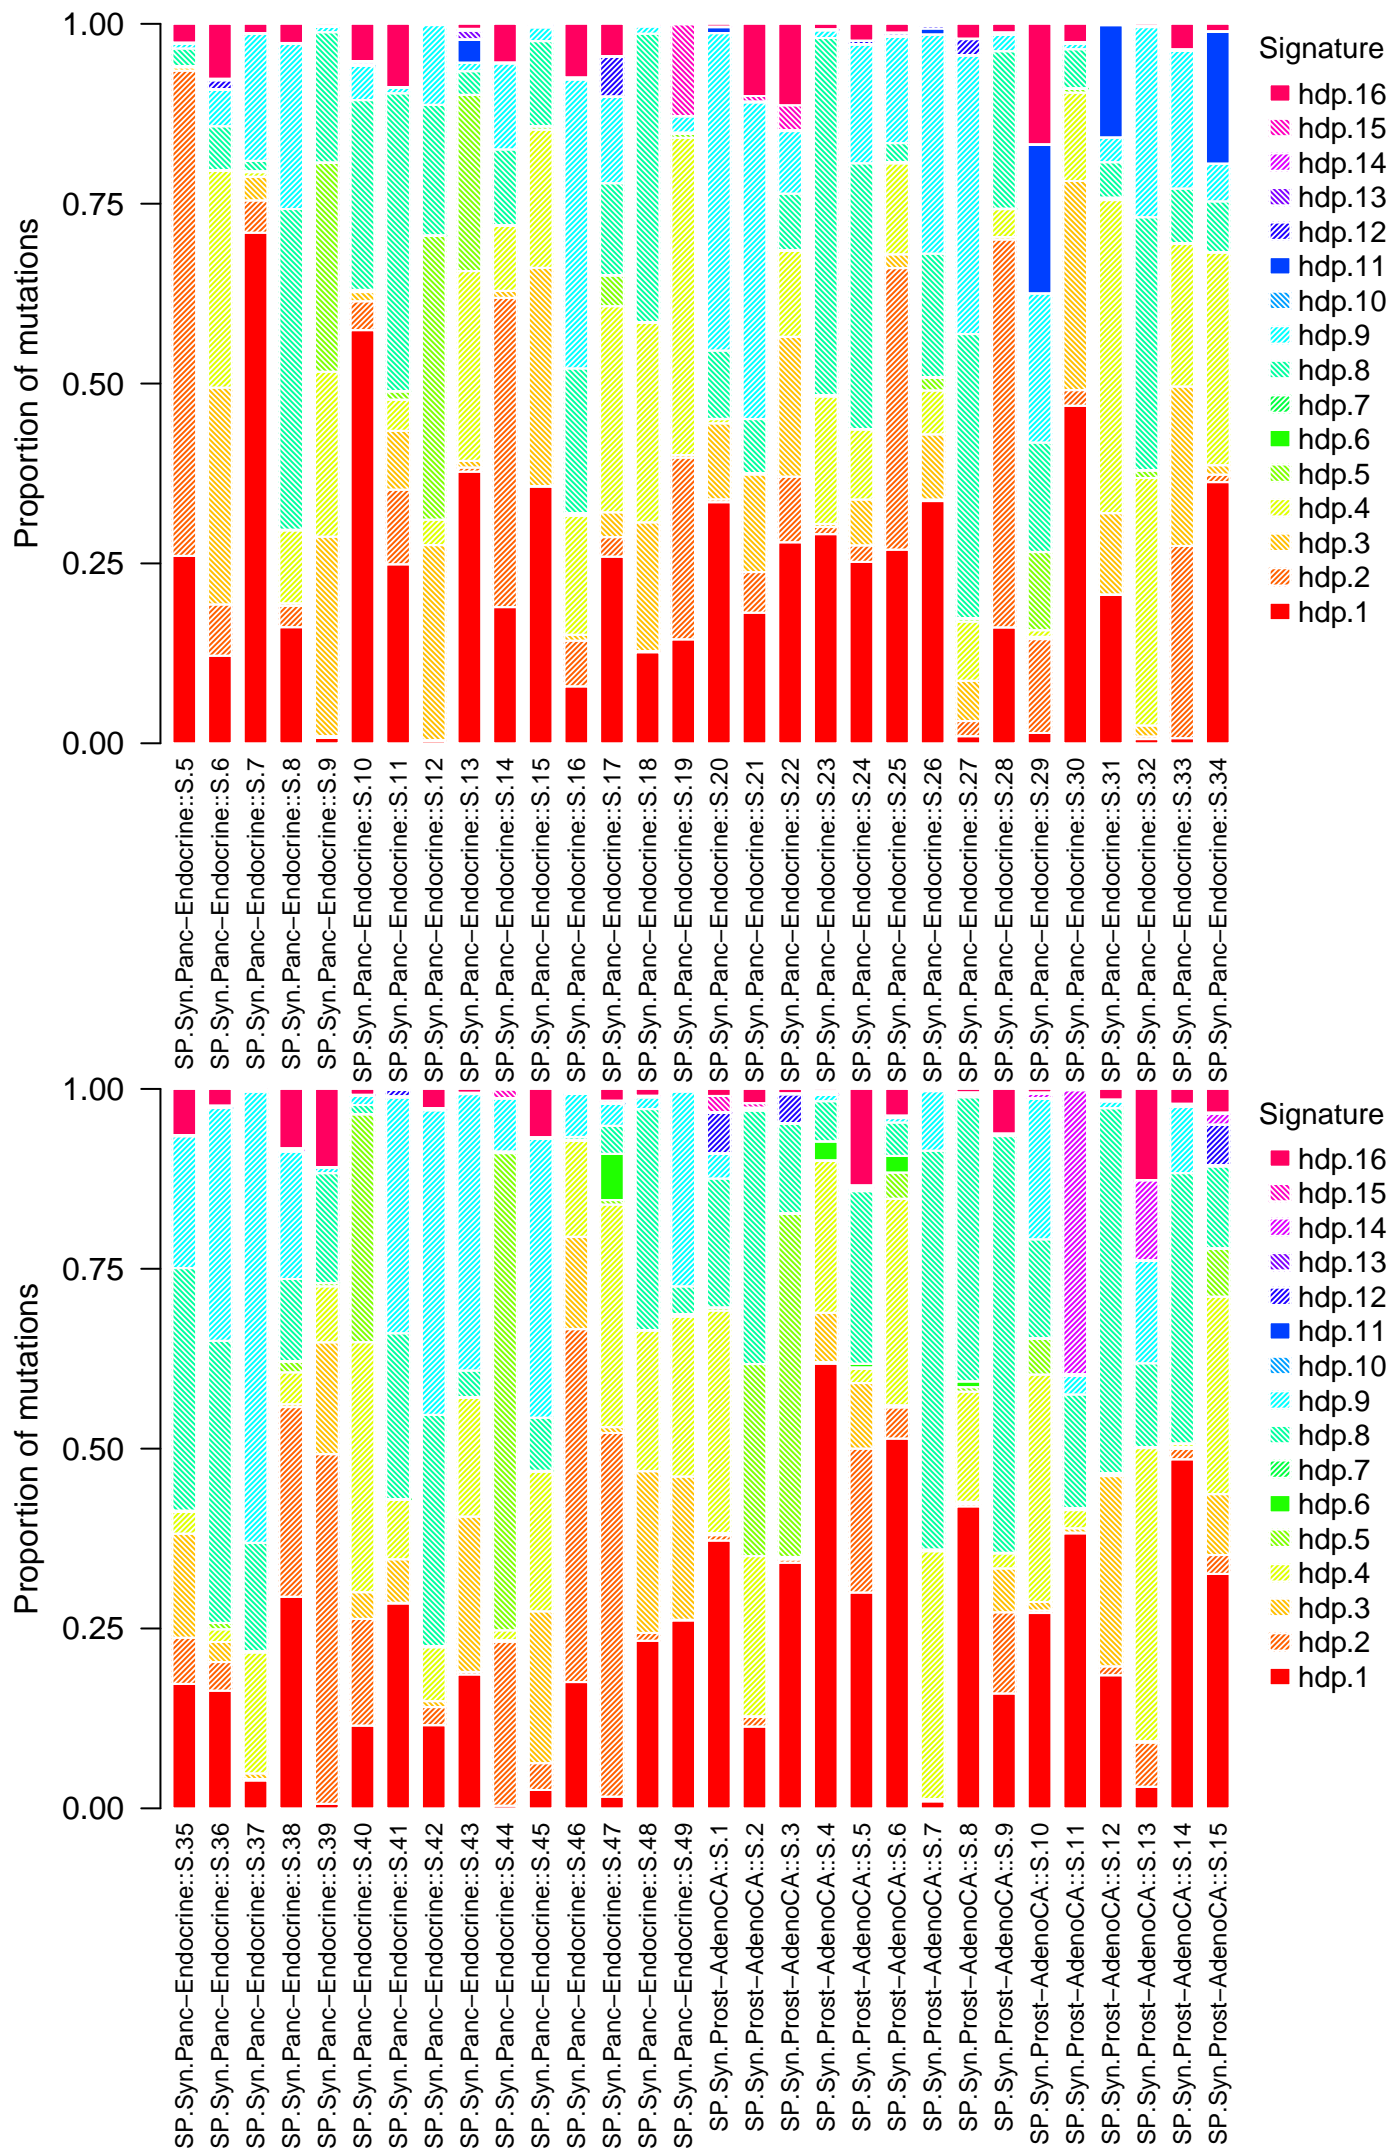 Proportion of mutations
1.00
0.75
0.50
0.25
0.00
SP.Syn.Panc−Endocrine::S.5
SP.Syn.Panc−Endocrine::S.6
SP.Syn.Panc−Endocrine::S.7
SP.Syn.Panc−Endocrine::S.8
SP.Syn.Panc−Endocrine::S.9
SP.Syn.Panc−Endocrine::S.10
SP.Syn.Panc−Endocrine::S.11
SP.Syn.Panc−Endocrine::S.12
SP.Syn.Panc−Endocrine::S.13
SP.Syn.Panc−Endocrine::S.14
SP.Syn.Panc−Endocrine::S.15
SP.Syn.Panc−Endocrine::S.16
SP.Syn.Panc−Endocrine::S.17
SP.Syn.Panc−Endocrine::S.18
SP.Syn.Panc−Endocrine::S.19
SP.Syn.Panc−Endocrine::S.20
SP.Syn.Panc−Endocrine::S.21
SP.Syn.Panc−Endocrine::S.22
SP.Syn.Panc−Endocrine::S.23
SP.Syn.Panc−Endocrine::S.24
SP.Syn.Panc−Endocrine::S.25
SP.Syn.Panc−Endocrine::S.26
SP.Syn.Panc−Endocrine::S.27
SP.Syn.Panc−Endocrine::S.28
SP.Syn.Panc−Endocrine::S.29
SP.Syn.Panc−Endocrine::S.30
SP.Syn.Panc−Endocrine::S.31
SP.Syn.Panc−Endocrine::S.32
SP.Syn.Panc−Endocrine::S.33
SP.Syn.Panc−Endocrine::S.34
Signature
hdp.16
hdp.15
hdp.14
hdp.13
hdp.12
hdp.11
hdp.10
hdp.9
hdp.8
hdp.7
hdp.6
hdp.5
hdp.4
hdp.3
hdp.2
hdp.1
Proportion of mutations
1.00
0.75
0.50
0.25
0.00
SP.Syn.Panc−Endocrine::S.35
SP.Syn.Panc−Endocrine::S.36
SP.Syn.Panc−Endocrine::S.37
SP.Syn.Panc−Endocrine::S.38
SP.Syn.Panc−Endocrine::S.39
SP.Syn.Panc−Endocrine::S.40
SP.Syn.Panc−Endocrine::S.41
SP.Syn.Panc−Endocrine::S.42
SP.Syn.Panc−Endocrine::S.43
SP.Syn.Panc−Endocrine::S.44
SP.Syn.Panc−Endocrine::S.45
SP.Syn.Panc−Endocrine::S.46
SP.Syn.Panc−Endocrine::S.47
SP.Syn.Panc−Endocrine::S.48
SP.Syn.Panc−Endocrine::S.49
SP.Syn.Prost−AdenoCA::S.1
SP.Syn.Prost−AdenoCA::S.2
SP.Syn.Prost−AdenoCA::S.3
SP.Syn.Prost−AdenoCA::S.4
SP.Syn.Prost−AdenoCA::S.5
SP.Syn.Prost−AdenoCA::S.6
SP.Syn.Prost−AdenoCA::S.7
SP.Syn.Prost−AdenoCA::S.8
SP.Syn.Prost−AdenoCA::S.9
SP.Syn.Prost−AdenoCA::S.10
SP.Syn.Prost−AdenoCA::S.11
SP.Syn.Prost−AdenoCA::S.12
SP.Syn.Prost−AdenoCA::S.13
SP.Syn.Prost−AdenoCA::S.14
SP.Syn.Prost−AdenoCA::S.15
Signature
hdp.16
hdp.15
hdp.14
hdp.13
hdp.12
hdp.11
hdp.10
hdp.9
hdp.8
hdp.7
hdp.6
hdp.5
hdp.4
hdp.3
hdp.2
hdp.1